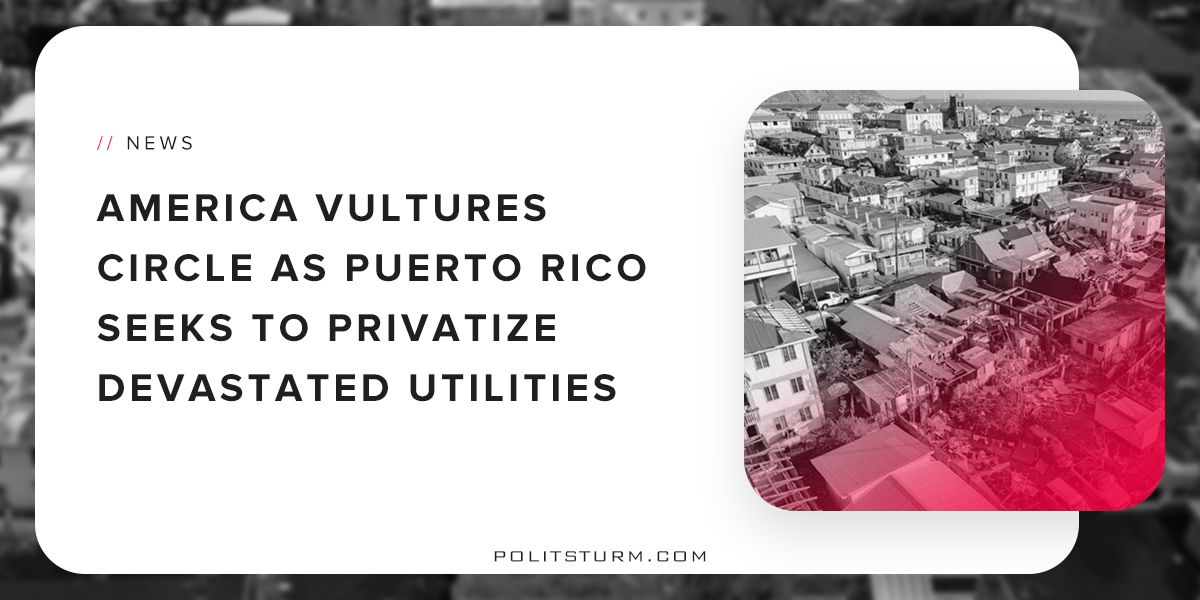 // NEWS
AMERICA VULTURES
CIRCLE AS PUERTO RICO
SEEKS TO PRIVATIZE
DEVASTATED UTILITIES
POLITSTURM.COM